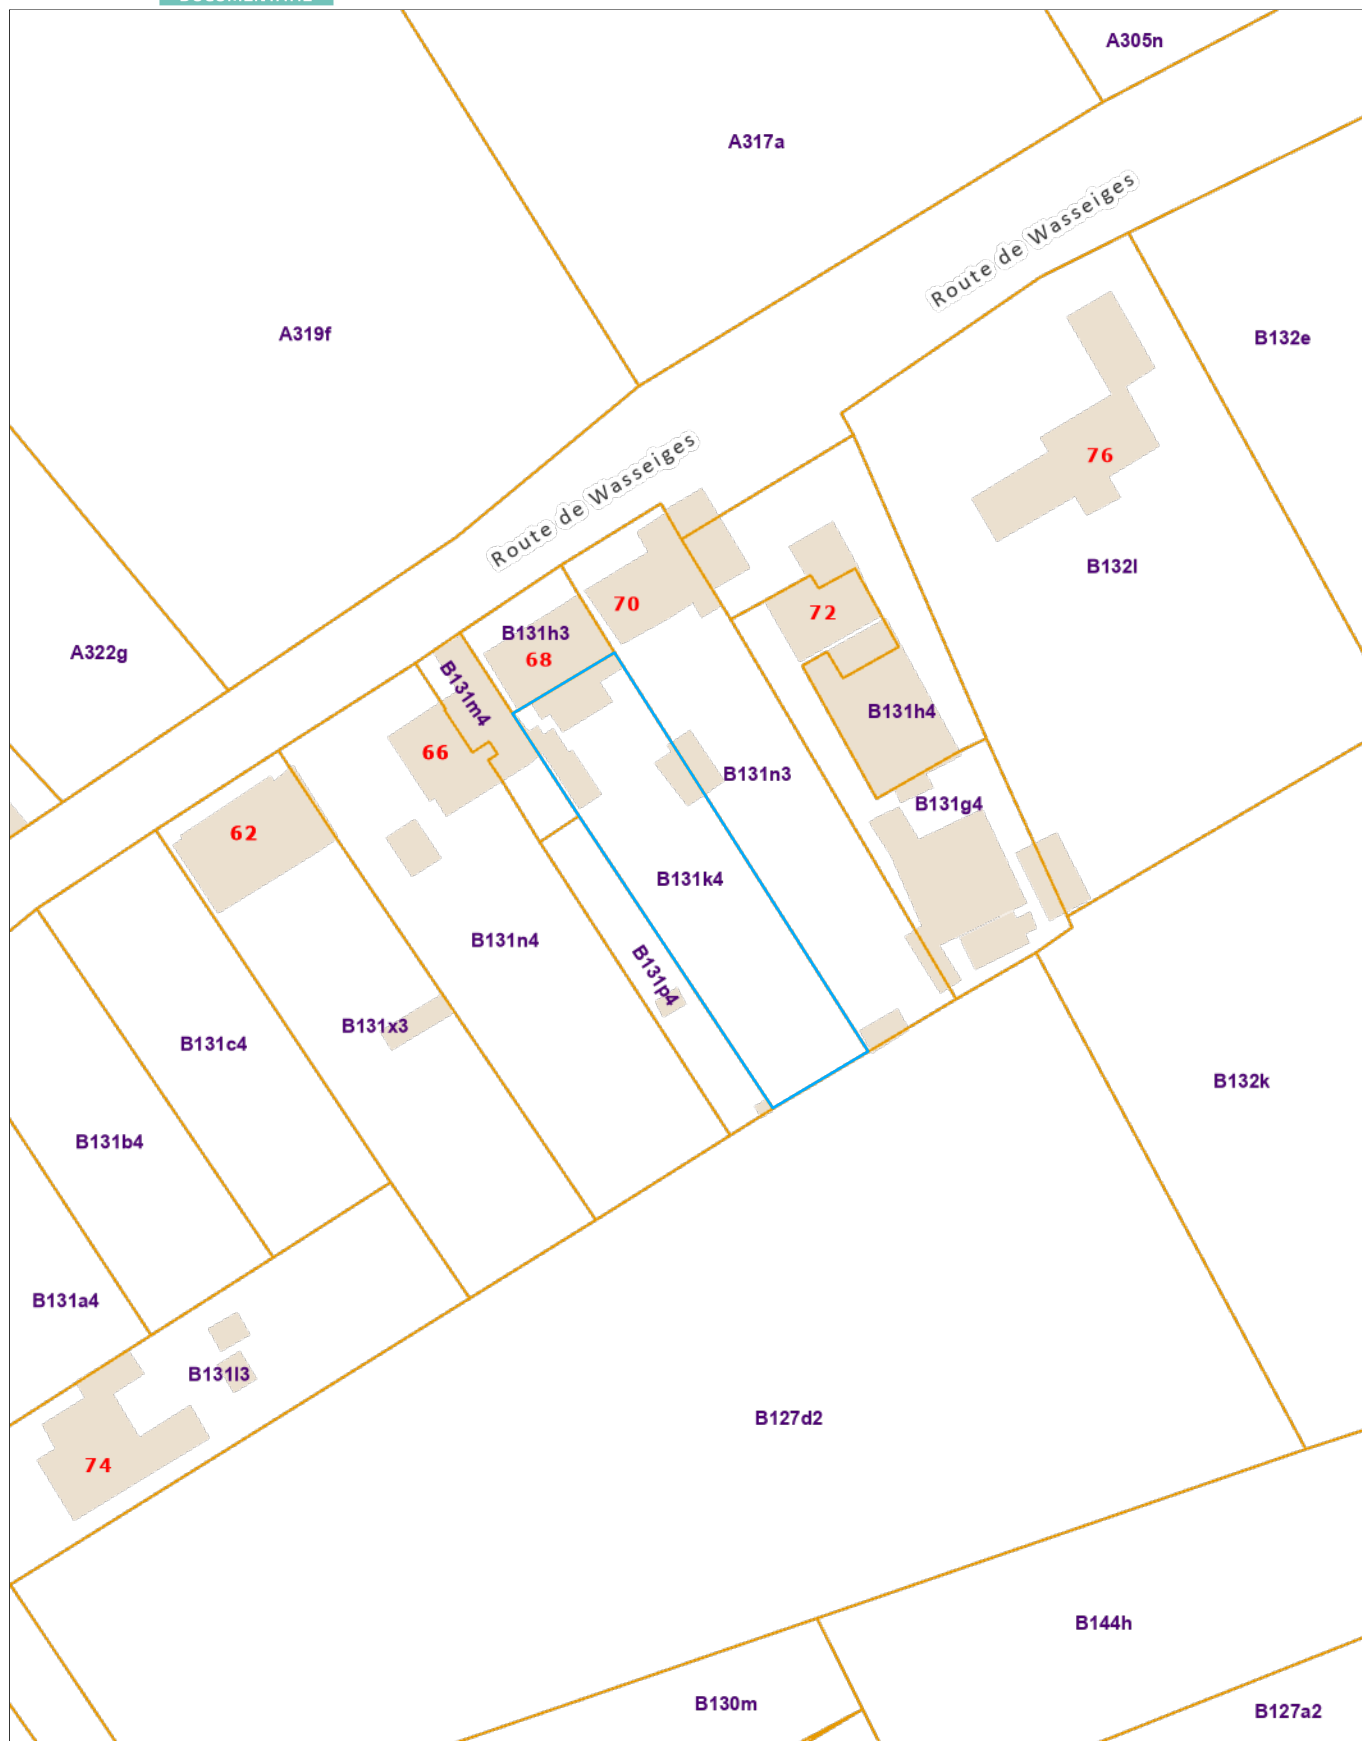 A305n
A317a
Route de Wasseiges
A319f
B132e
Route de Wasseiges
76
B132l
70
72
B131h3
A322g
68
B131m4
B131h4
66
B131n3
B131g4
62
B131k4
B131n4
B131p4
B131x3
B131c4
B132k
B131b4
B131a4
B131l3
B127d2
74
B144h
B130m
B127a2